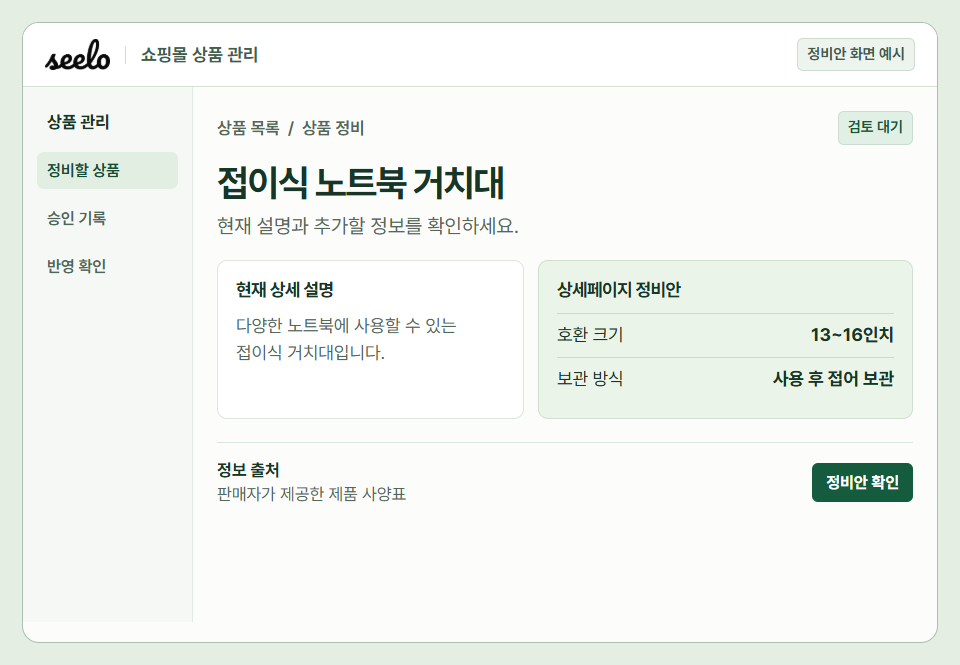 seelo
쇼핑몰 상품 관리
정비안 화면 예시
상품 관리
정비할 상품
승인 기록
반영 확인
상품 목록 / 상품 정비
검토 대기
접이식 노트북 거치대
현재 설명과 추가할 정보를 확인하세요.
현재 상세 설명
다양한 노트북에 사용할 수 있는
접이식 거치대입니다.
상세페이지 정비안
호환 크기 13~16인치
보관 방식 사용 후 접어 보관
정보 출처
판매자가 제공한 제품 사양표
정비안 확인